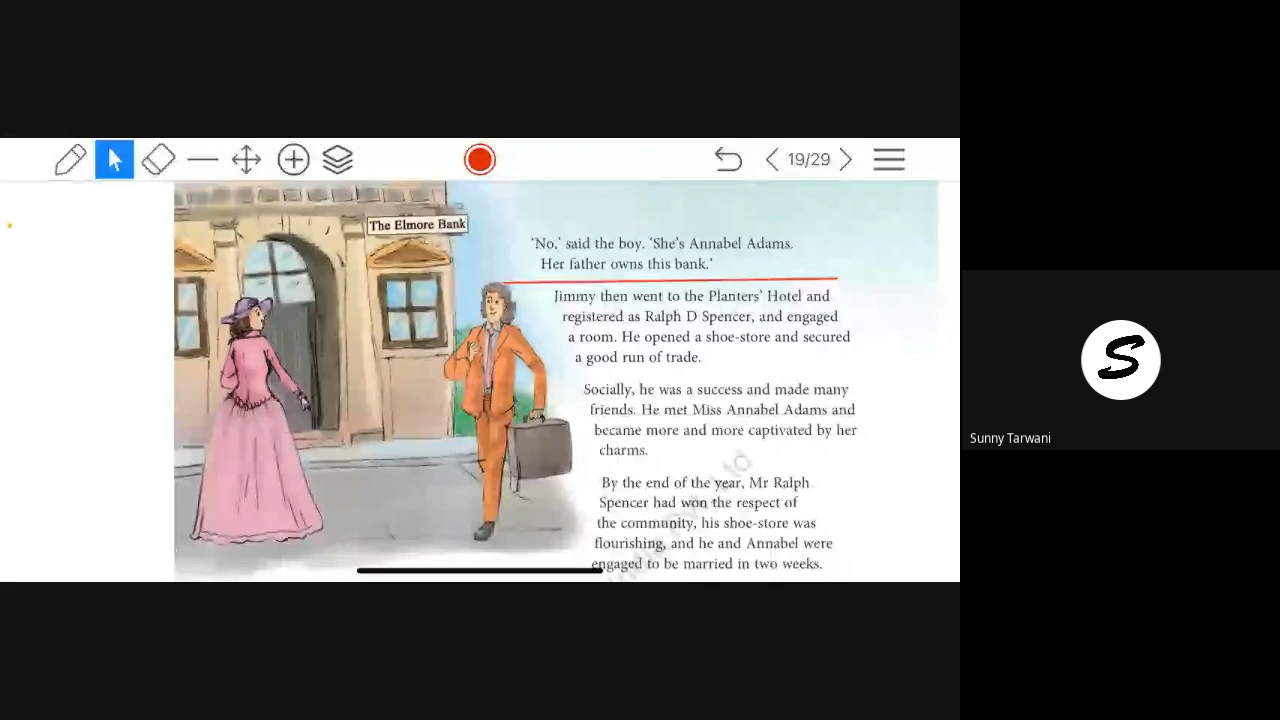 19/29
The Elmore Bank
'No,' said the boy. 'She's Annabel Adams.
Her father owns this bank.'
Jimmy then went to the Planters' Hotel and
registered as Ralph D Spencer, and engaged
a room. He opened a shoe-store and secured
a good run of trade.
Socially, he was a success and made many
friends. He met Miss Annabel Adams and
became more and more captivated by her
charms.
By the end of the year, Mr Ralph
Spencer had won the respect of
the community, his shoe-store was
flourishing, and he and Annabel were
engaged to be married in two weeks.
S
Sunny Tarwani